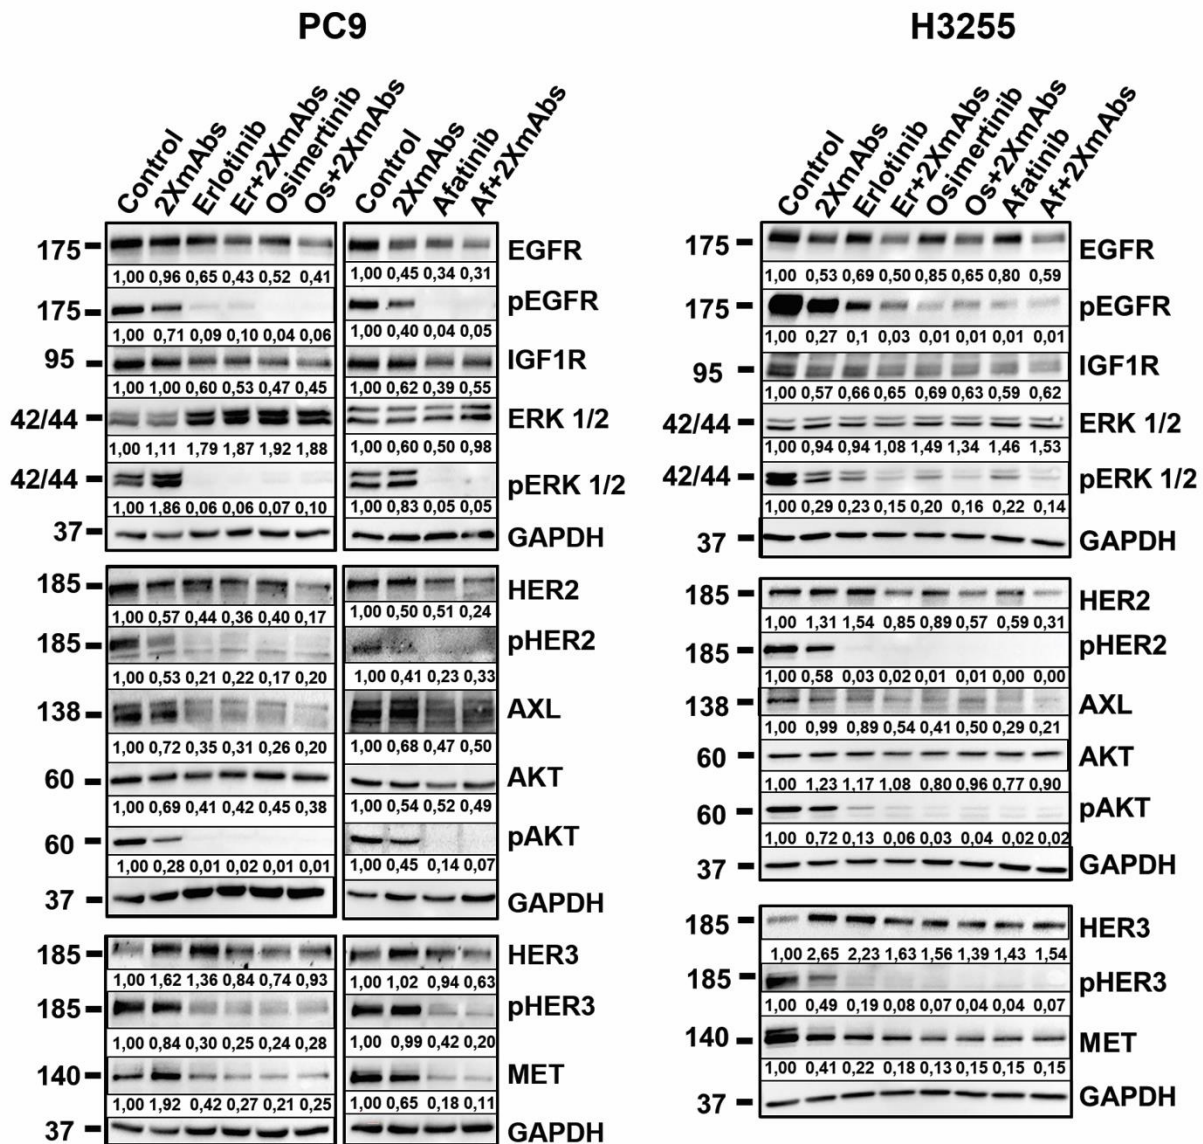 PC9
Control 2XmAbs Erlotinib Er+2XmAbs Osimertinib Os+2XmAbs
Control 2XmAbs Afatinib Af+2XmAbs
175 EGFR
1,00 0,96 0,65 0,43 0,52 0,41 1,00 0,45 0,34 0,31
175 pEGFR
1,00 0,71 0,09 0,10 0,04 0,06 1,00 0,40 0,04 0,05
95 IGF1R
1,00 1,00 0,60 0,53 0,47 0,45 1,00 0,62 0,39 0,55
42/44 ERK 1/2
1,00 1,11 1,79 1,87 1,92 1,88 1,00 0,60 0,50 0,98
42/44 pERK 1/2
1,00 1,86 0,06 0,06 0,07 0,10 1,00 0,83 0,05 0,05
37 GAPDH
185 HER2
1,00 0,57 0,44 0,36 0,40 0,17 1,00 0,50 0,51 0,24
185 pHER2
1,00 0,53 0,21 0,22 0,17 0,20 1,00 0,41 0,23 0,33
138 AXL
1,00 0,72 0,35 0,31 0,26 0,20 1,00 0,68 0,47 0,50
60 AKT
1,00 0,69 0,41 0,42 0,45 0,38 1,00 0,54 0,52 0,49
60 pAKT
1,00 0,28 0,01 0,02 0,01 0,01 1,00 0,45 0,14 0,07
37 GAPDH
185 HER3
1,00 1,62 1,36 0,84 0,74 0,93 1,00 1,02 0,94 0,63
185 pHER3
1,00 0,84 0,30 0,25 0,24 0,28 1,00 0,99 0,42 0,20
140 MET
1,00 1,92 0,42 0,27 0,21 0,25 1,00 0,65 0,18 0,11
37 GAPDH
H3255
Control 2XmAbs Erlotinib Er+2XmAbs Osimertinib Os+2XmAbs Afatinib Af+2XmAbs
175 EGFR
1,00 0,53 0,69 0,50 0,85 0,65 0,80 0,59
175 pEGFR
1,00 0,27 0,1 0,03 0,01 0,01 0,01 0,01
95 IGF1R
1,00 0,57 0,66 0,65 0,69 0,63 0,59 0,62
42/44 ERK 1/2
1,00 0,94 0,94 1,08 1,49 1,34 1,46 1,53
42/44 pERK 1/2
1,00 0,29 0,23 0,15 0,20 0,16 0,22 0,14
37 GAPDH
185 HER2
1,00 1,31 1,54 0,85 0,89 0,57 0,59 0,31
185 pHER2
1,00 0,58 0,03 0,02 0,01 0,01 0,00 0,00
138 AXL
1,00 0,99 0,89 0,54 0,41 0,50 0,29 0,21
60 AKT
1,00 1,23 1,17 1,08 0,80 0,96 0,77 0,90
60 pAKT
1,00 0,72 0,13 0,06 0,03 0,04 0,02 0,02
37 GAPDH
185 HER3
1,00 2,65 2,23 1,63 1,56 1,39 1,43 1,54
185 pHER3
1,00 0,49 0,19 0,08 0,07 0,04 0,04 0,07
140 MET
1,00 0,41 0,22 0,18 0,13 0,15 0,15 0,15
37 GAPDH